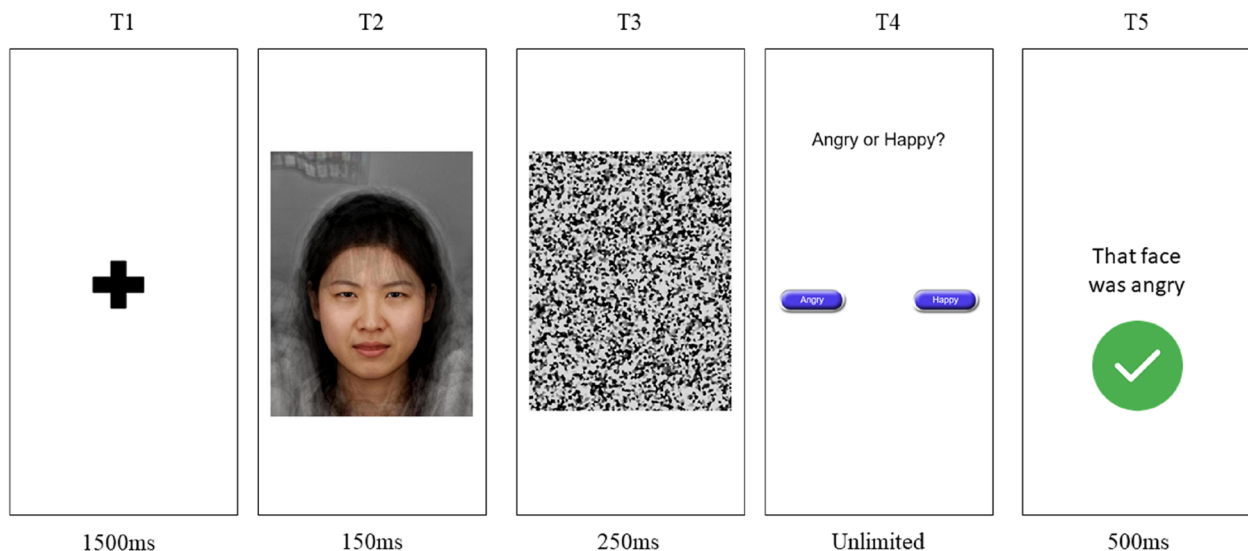 T1
T2
T3
T4
T5
Angry or Happy?
Angry
Happy
That face
was angry
1500ms
150ms
250ms
Unlimited
500ms